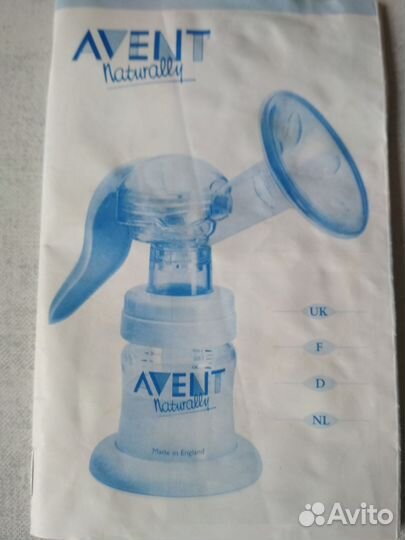 AVENT
Naturally
UK
F
D
NL
AVENT
Naturally
Made in England
Avito